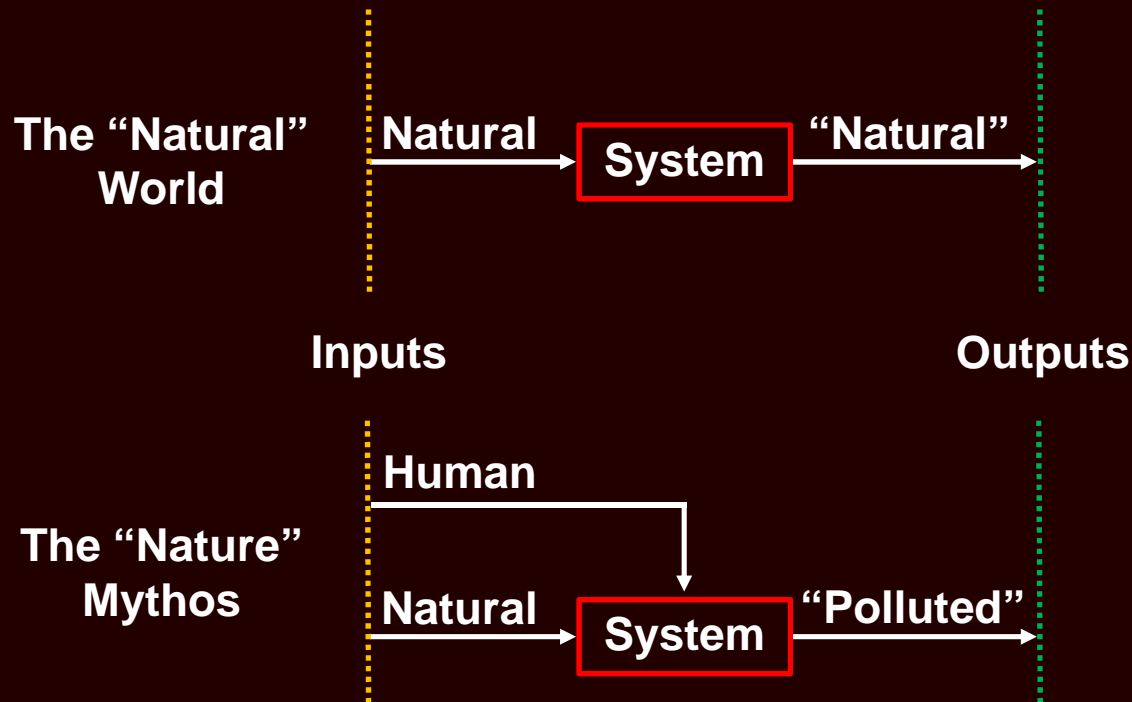 The “Natural”
World
Natural
System
“Natural”
Inputs
Outputs
Human
The “Nature”
Mythos
Natural
System
“Polluted”